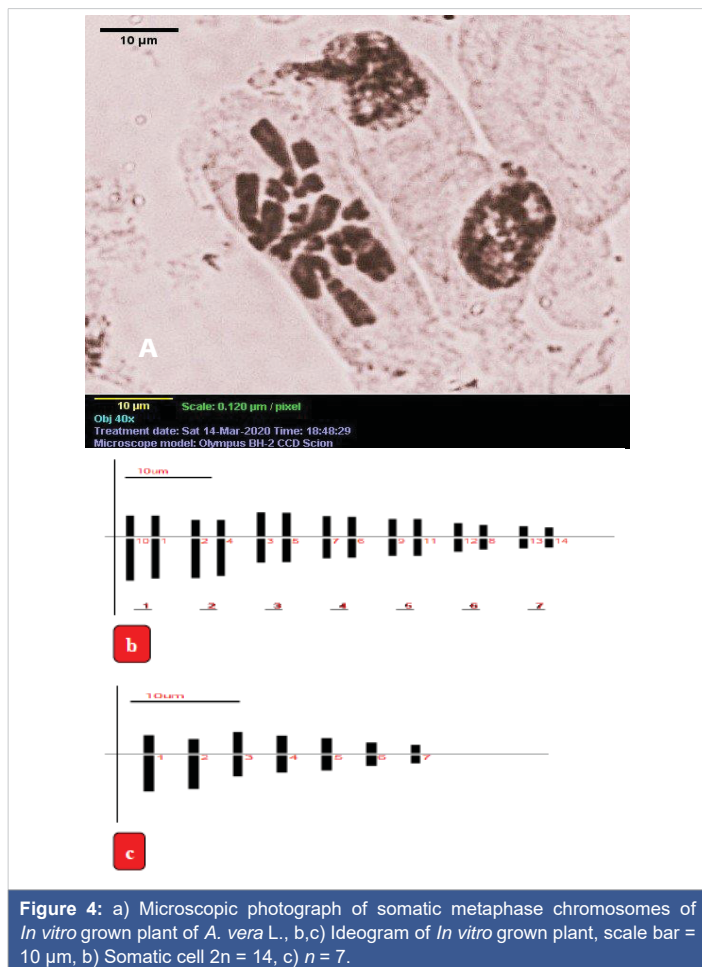 10 µm
A
10 µm Scale: 0.120 µm / pixel
Obj 40x
Treatment date: Sat 14-Mar-2020 Time: 18:48:29
Microscope model: Olympus BH-2 CCD Scion
10um
10 1 2 4 3 5 7 6 9 11 12 8 13 14
1 2 3 4 5 6 7
b
10um
1 2 3 4 5 6 7
c
Figure 4: a) Microscopic photograph of somatic metaphase chromosomes of
In vitro grown plant of A. vera L., b,c) Ideogram of In vitro grown plant, scale bar =
10 µm, b) Somatic cell 2n = 14, c) n = 7.